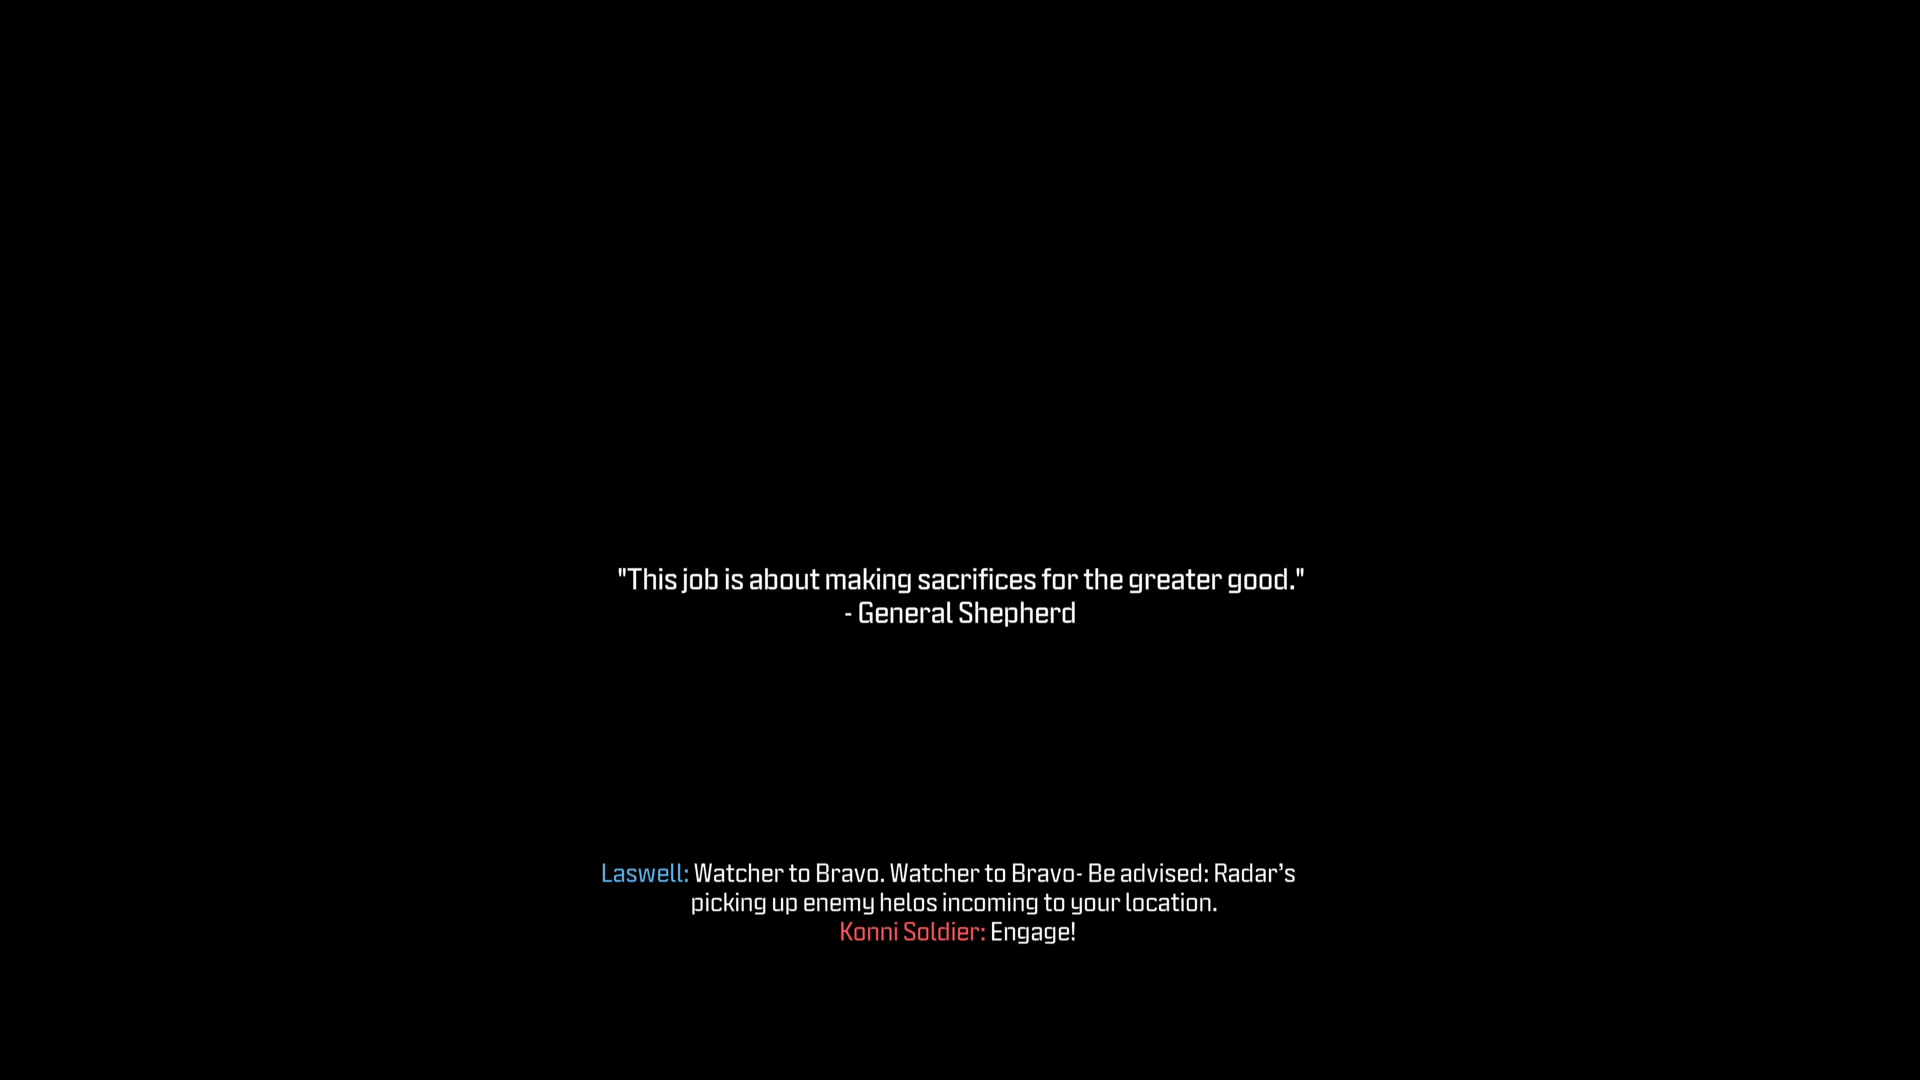 "This job is about making sacrifices for the greater good."
- General Shepherd
Laswell: Watcher to Bravo. Watcher to Bravo- Be advised: Radar’s
picking up enemy helos incoming to your location.
Konni Soldier: Engage!